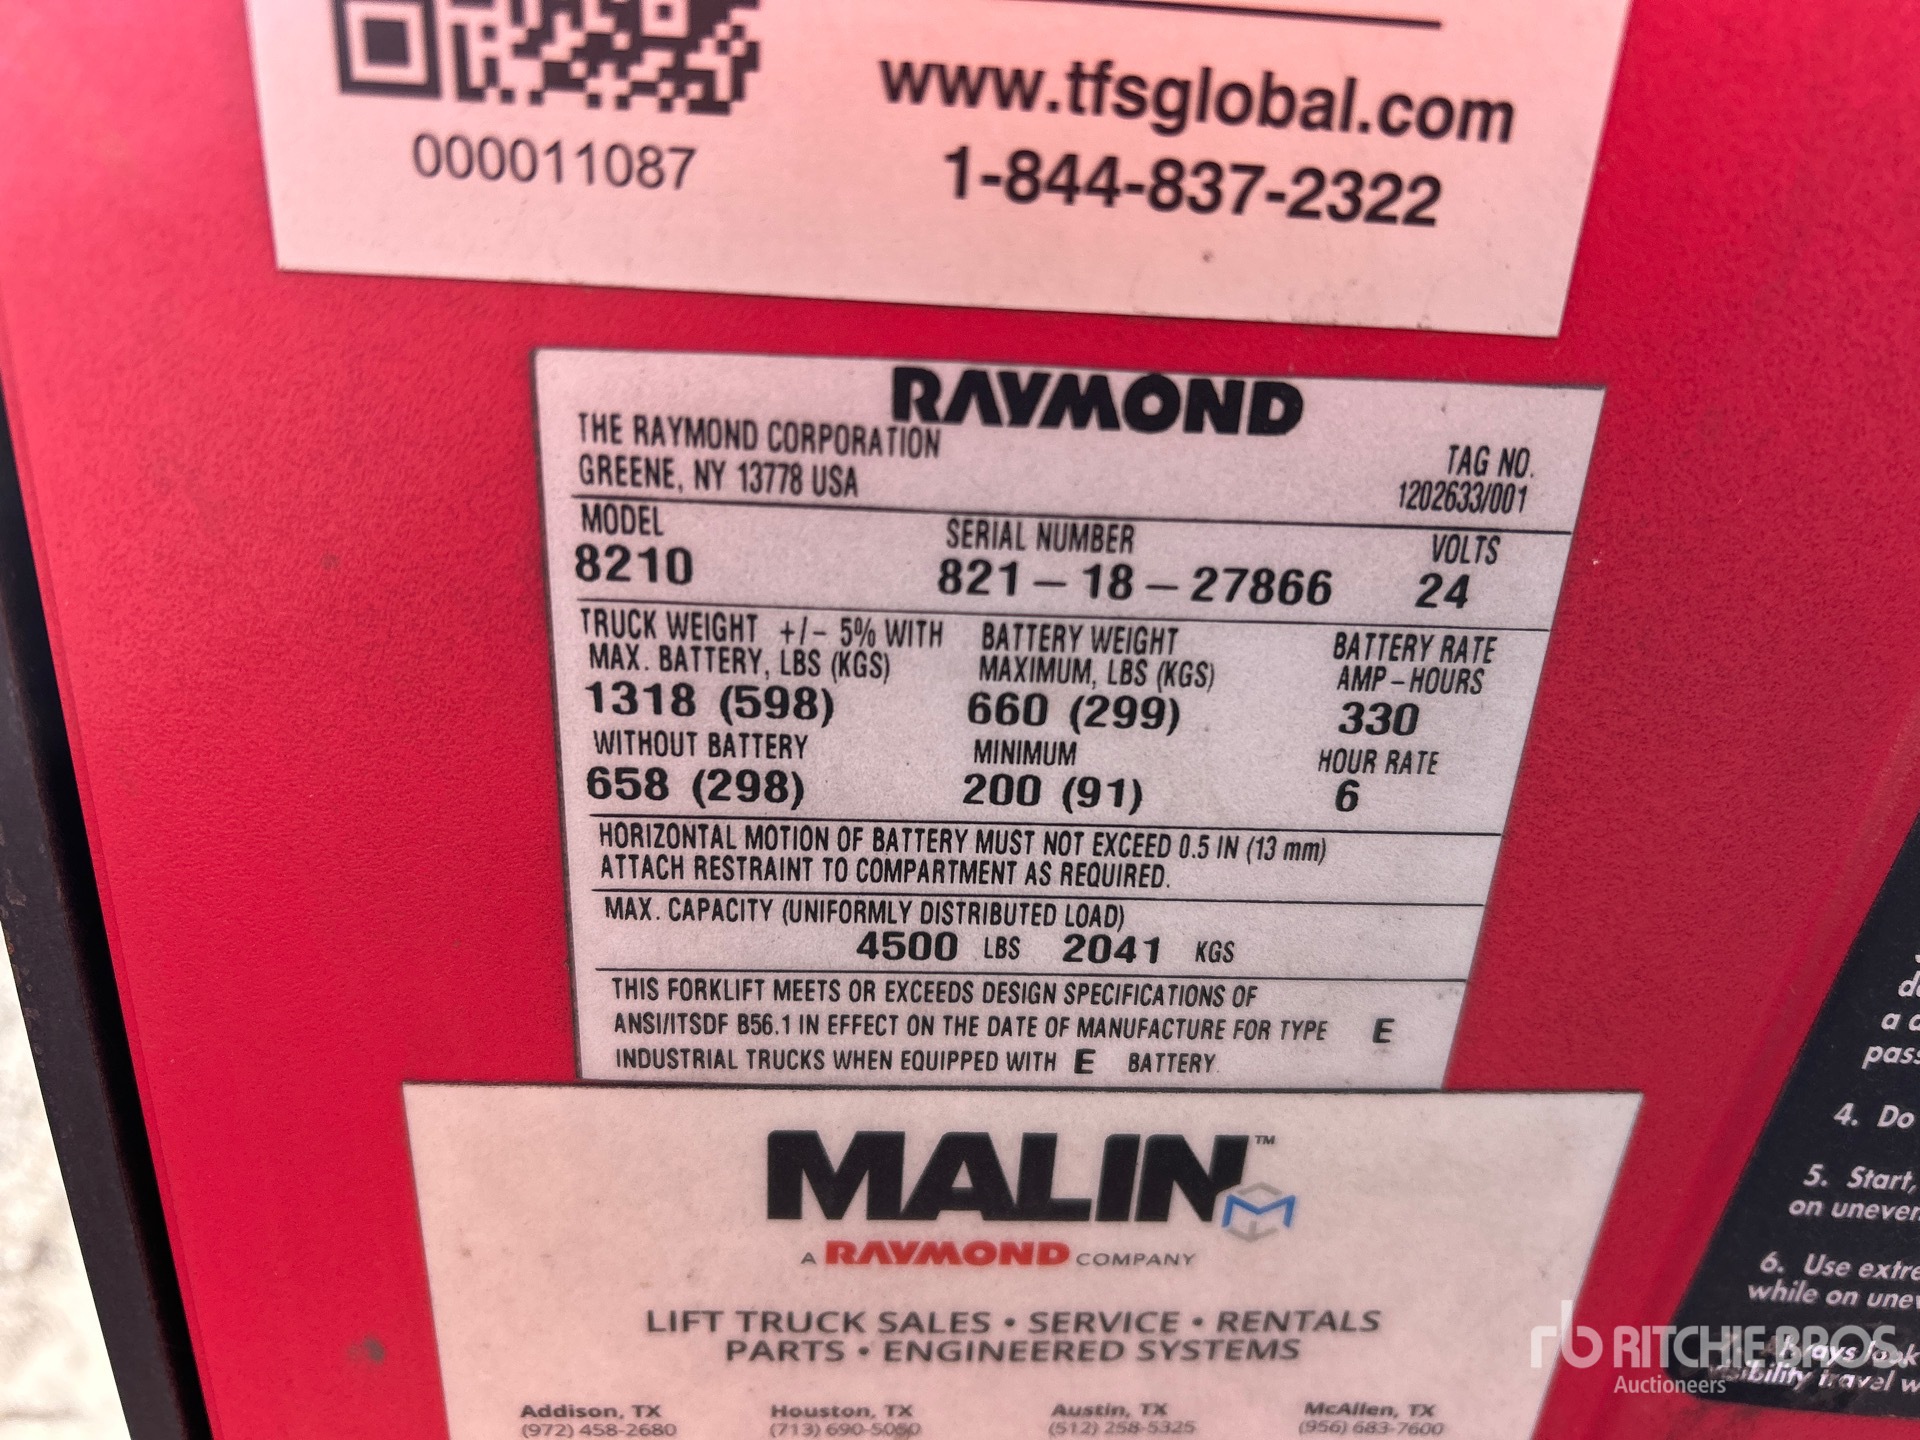 www.tfsglobal.com
000011087
1-844-837-2322
RAYMOND
THE RAYMOND CORPORATION
GREENE, NY 13778 USA
TAG NO.
1202633/001
MODEL SERIAL NUMBER VOLTS
8210 821-18-27866 24
TRUCK WEIGHT +/- 5% WITH BATTERY WEIGHT BATTERY RATE
MAX. BATTERY, LBS (KGS) MAXIMUM, LBS (KGS) AMP-HOURS
1318 (598) 660 (299) 330
WITHOUT BATTERY MINIMUM HOUR RATE
658 (298) 200 (91) 6
HORIZONTAL MOTION OF BATTERY MUST NOT EXCEED 0.5 IN (13 mm)
ATTACH RESTRAINT TO COMPARTMENT AS REQUIRED.
MAX. CAPACITY (UNIFORMLY DISTRIBUTED LOAD)
4500 LBS 2041 KGS
THIS FORKLIFT MEETS OR EXCEEDS DESIGN SPECIFICATIONS OF
ANSI/ITSDF B56.1 IN EFFECT ON THE DATE OF MANUFACTURE FOR TYPE E
INDUSTRIAL TRUCKS WHEN EQUIPPED WITH E BATTERY.
MALIN™
A RAYMOND COMPANY
LIFT TRUCK SALES • SERVICE • RENTALS
PARTS • ENGINEERED SYSTEMS
Addison, TX Houston, TX Austin, TX McAllen, TX
(972) 458-2680 (713) 690-5060 (512) 258-5325 (956) 683-7600
4. Do
5. Start,
on uneven
6. Use extre
while on unev
travel w
rb RITCHIE BROS.
Auctioneers